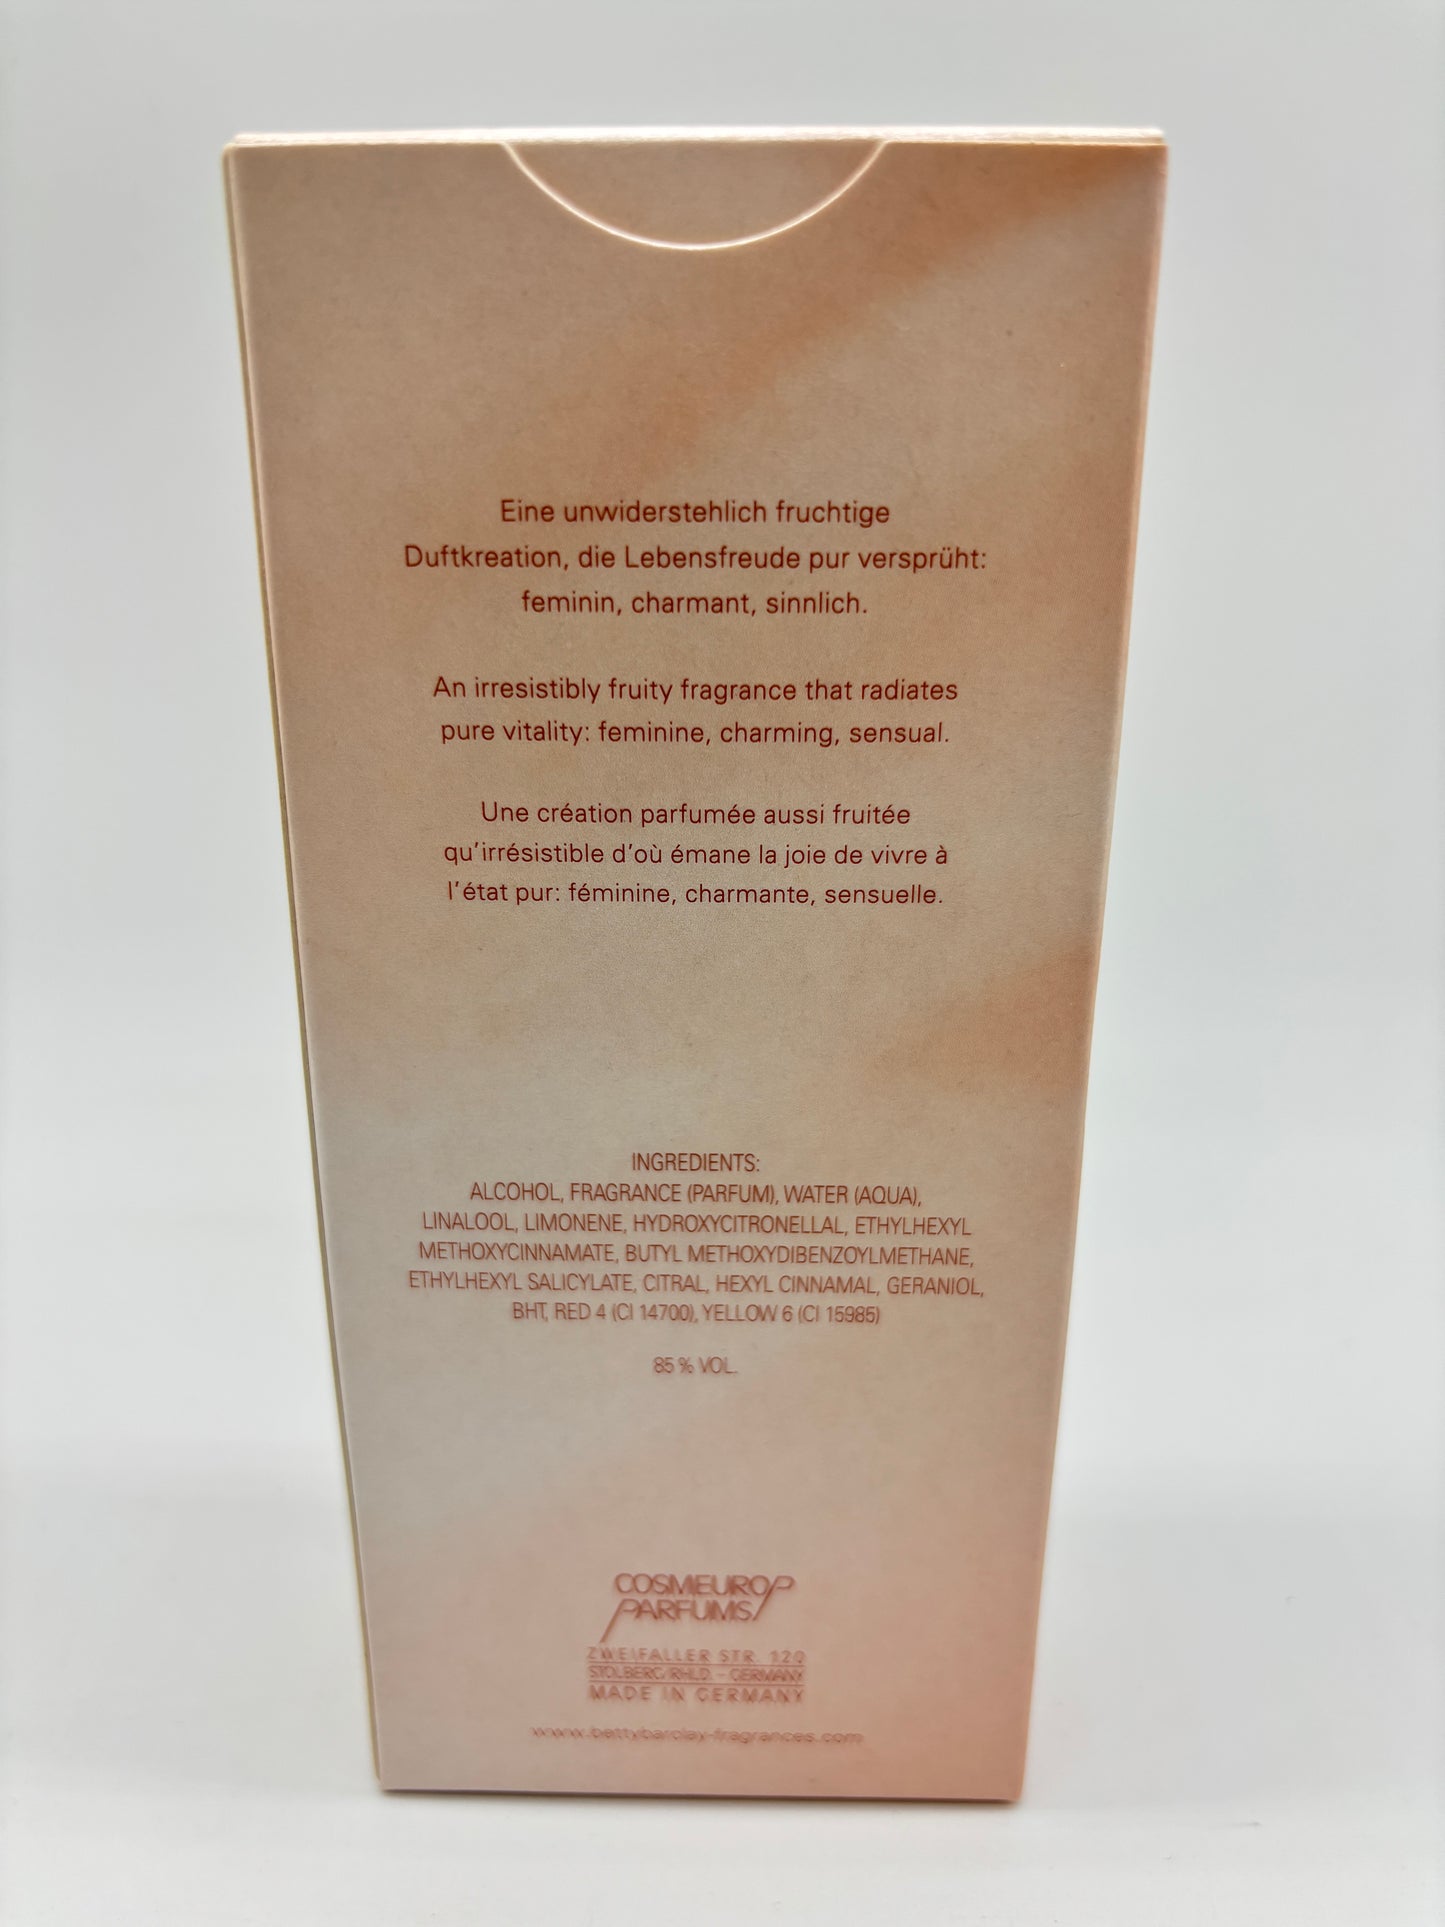 Eine unwiderstehlich fruchtige
Duftkreation, die Lebensfreude pur versprüht:
feminin, charmant, sinnlich.
An irresistibly fruity fragrance that radiates
pure vitality: feminine, charming, sensual.
Une création parfumée aussi fruitée
qu'irrésistible d'où émane la joie de vivre à
l'état pur: féminine, charmante, sensuelle.
INGREDIENTS:
ALCOHOL, FRAGRANCE (PARFUM), WATER (AQUA),
LINALOOL, LIMONENE, HYDROXYCITRONELLAL, ETHYLHEXYL
METHOXYCINNAMATE, BUTYL METHOXYDIBENZOYLMETHANE,
ETHYLHEXYL SALICYLATE, CITRAL, HEXYL CINNAMAL, GERANIOL,
BHT, RED 4 (CI 14700), YELLOW 6 (CI 15985)
85 % VOL.
COSMEUROP
PARFUMS
ZWEIFALLER STR. 120
STOLBERG/RHLD. - GERMANY
MADE IN GERMANY
www.bettybarclay-fragrances.com